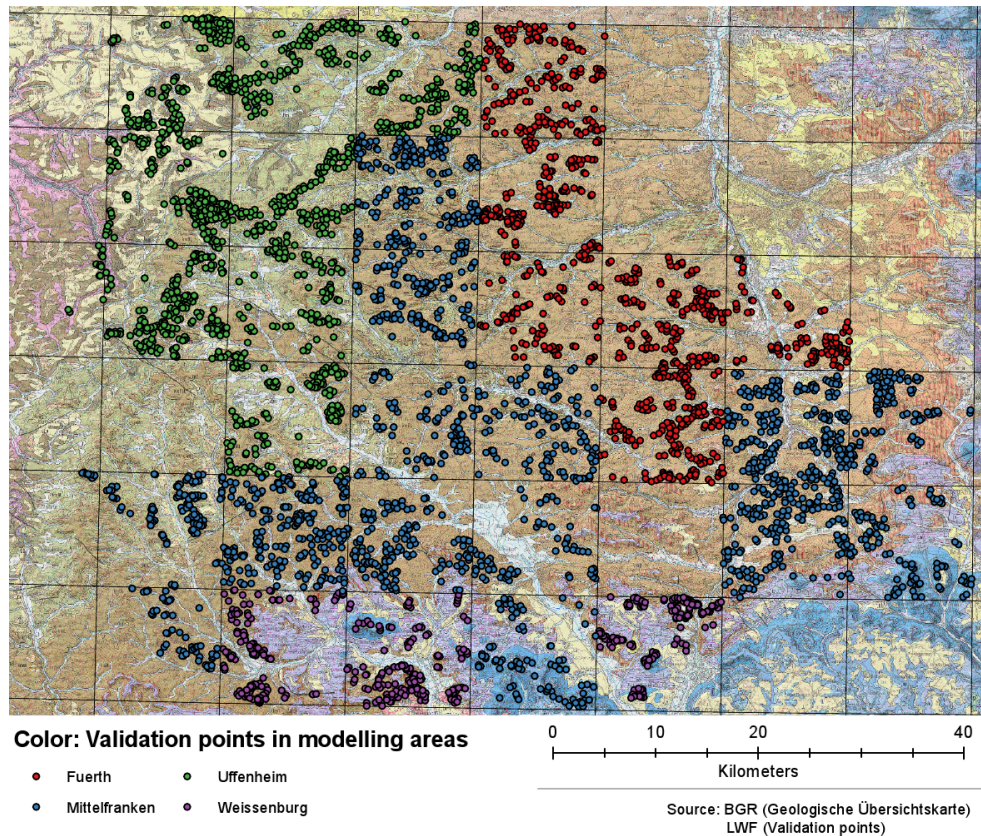 Color: Validation points in modelling areas
Fuerth
Uffenheim
Mittelfranken
Weissenburg
0 10 20 40
Kilometers
Source: BGR (Geologische Übersichtskarte)
LWF (Validation points)